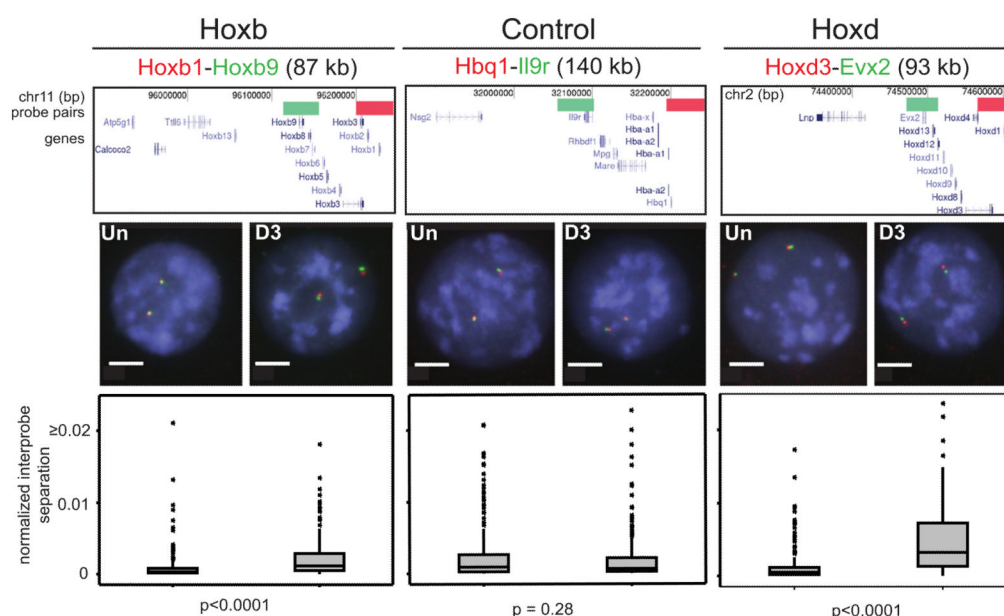 Hoxb
Control
Hoxd
Hoxb1-Hoxb9 (87 kb)
Hbq1-Il9r (140 kb)
Hoxd3-Evx2 (93 kb)
chr11 (bp)
96000000
96100000
96200000
probe pairs
genes
Atp5g1
Ttll6
Hoxb9
Hoxb3
Hoxb13
Hoxb8
Hoxb2
Calcoco2
Hoxb7
Hoxb1
Hoxb6
Hoxb5
Hoxb4
Hoxb3
32000000
32100000
32200000
Nsg2
Il9r
Hba-x
Hba-a1
Rhbdf1
Hba-a2
Mpg
Hba-a1
Mare
Hba-a2
Hbq1
chr2 (bp)
74400000
74500000
74600000
Lnp
Evx2
Hoxd4
Hoxd13
Hoxd1
Hoxd12
Hoxd11
Hoxd10
Hoxd9
Hoxd8
Hoxd3
Un
D3
Un
D3
Un
D3
normalized interprobe
separation
≥0.02
0.01
0
p<0.0001
p = 0.28
p<0.0001